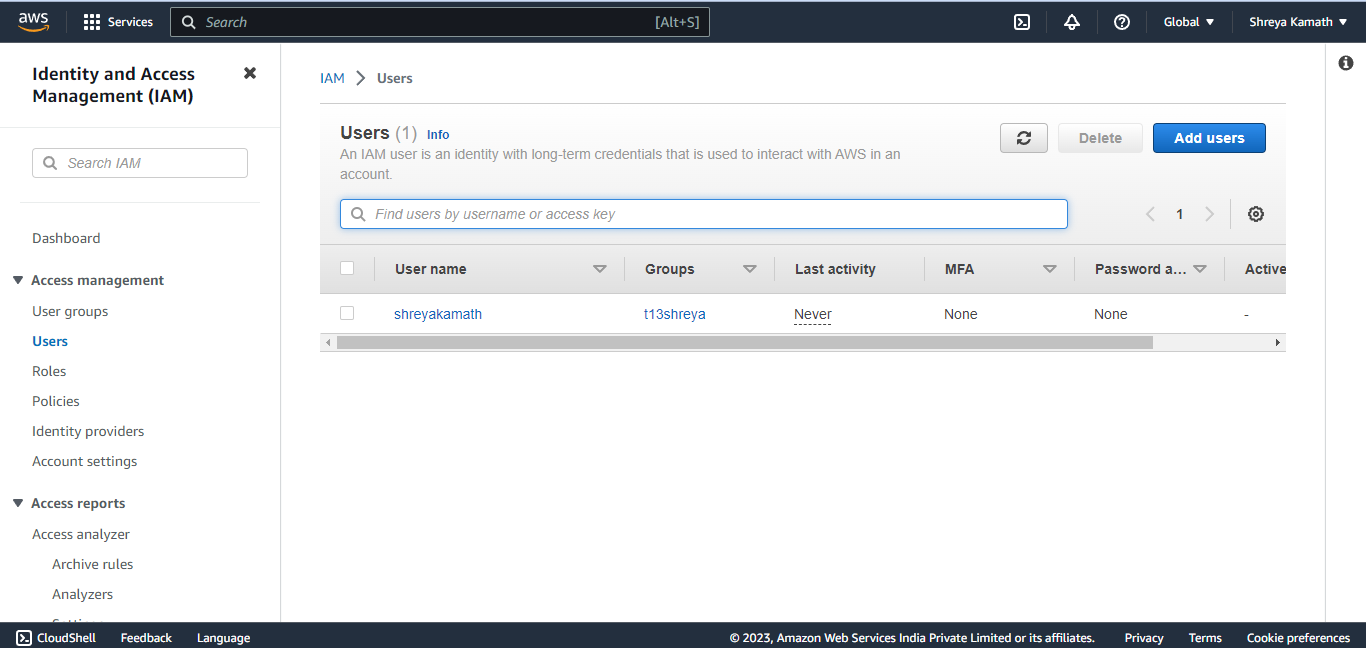 aws
Services
Search
[Alt+S]
Global
Shreya Kamath
Identity and Access
Management (IAM)
Search IAM
Dashboard
Access management
User groups
Users
Roles
Policies
Identity providers
Account settings
Access reports
Access analyzer
Archive rules
Analyzers
IAM
Users
Users (1) Info
An IAM user is an identity with long-term credentials that is used to interact with AWS in an
account.
Delete
Add users
Find users by username or access key
1
User name Groups Last activity MFA Password a... Active
shreyakamath t13shreya Never None None -
CloudShell Feedback Language
© 2023, Amazon Web Services India Private Limited or its affiliates. Privacy Terms Cookie preferences